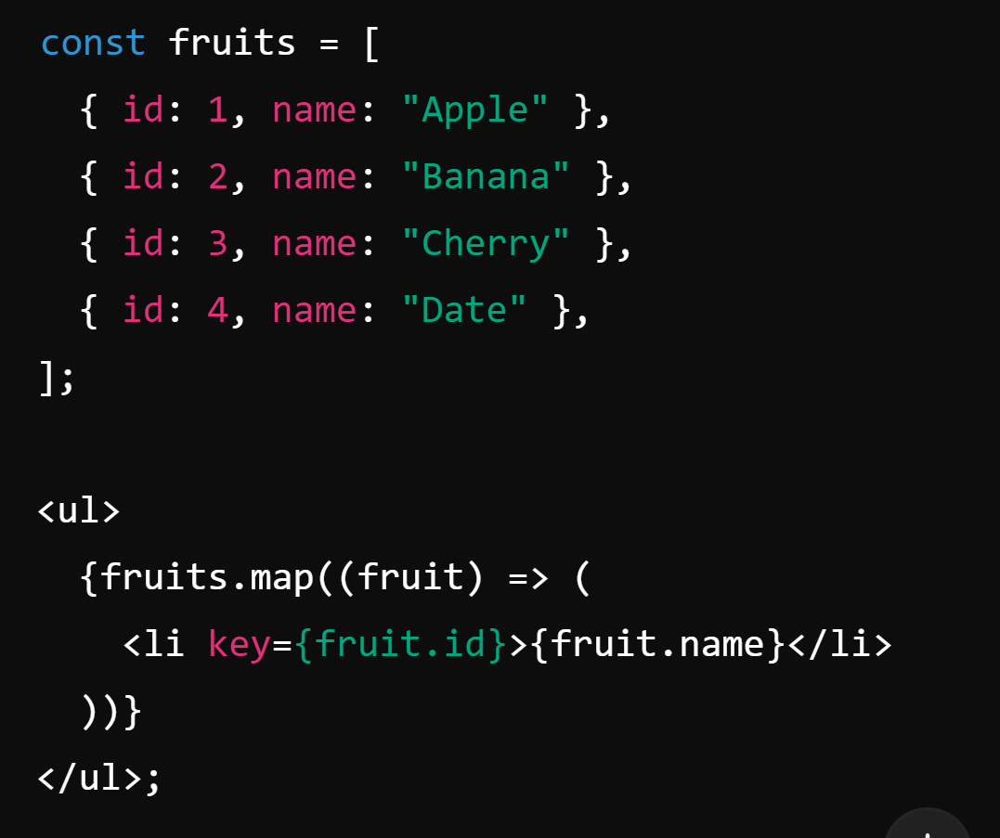 const fruits = [
  { id: 1, name: "Apple" },
  { id: 2, name: "Banana" },
  { id: 3, name: "Cherry" },
  { id: 4, name: "Date" },
];

<ul>
  {fruits.map((fruit) => (
    <li key={fruit.id}>{fruit.name}</li>
  ))}
</ul>;